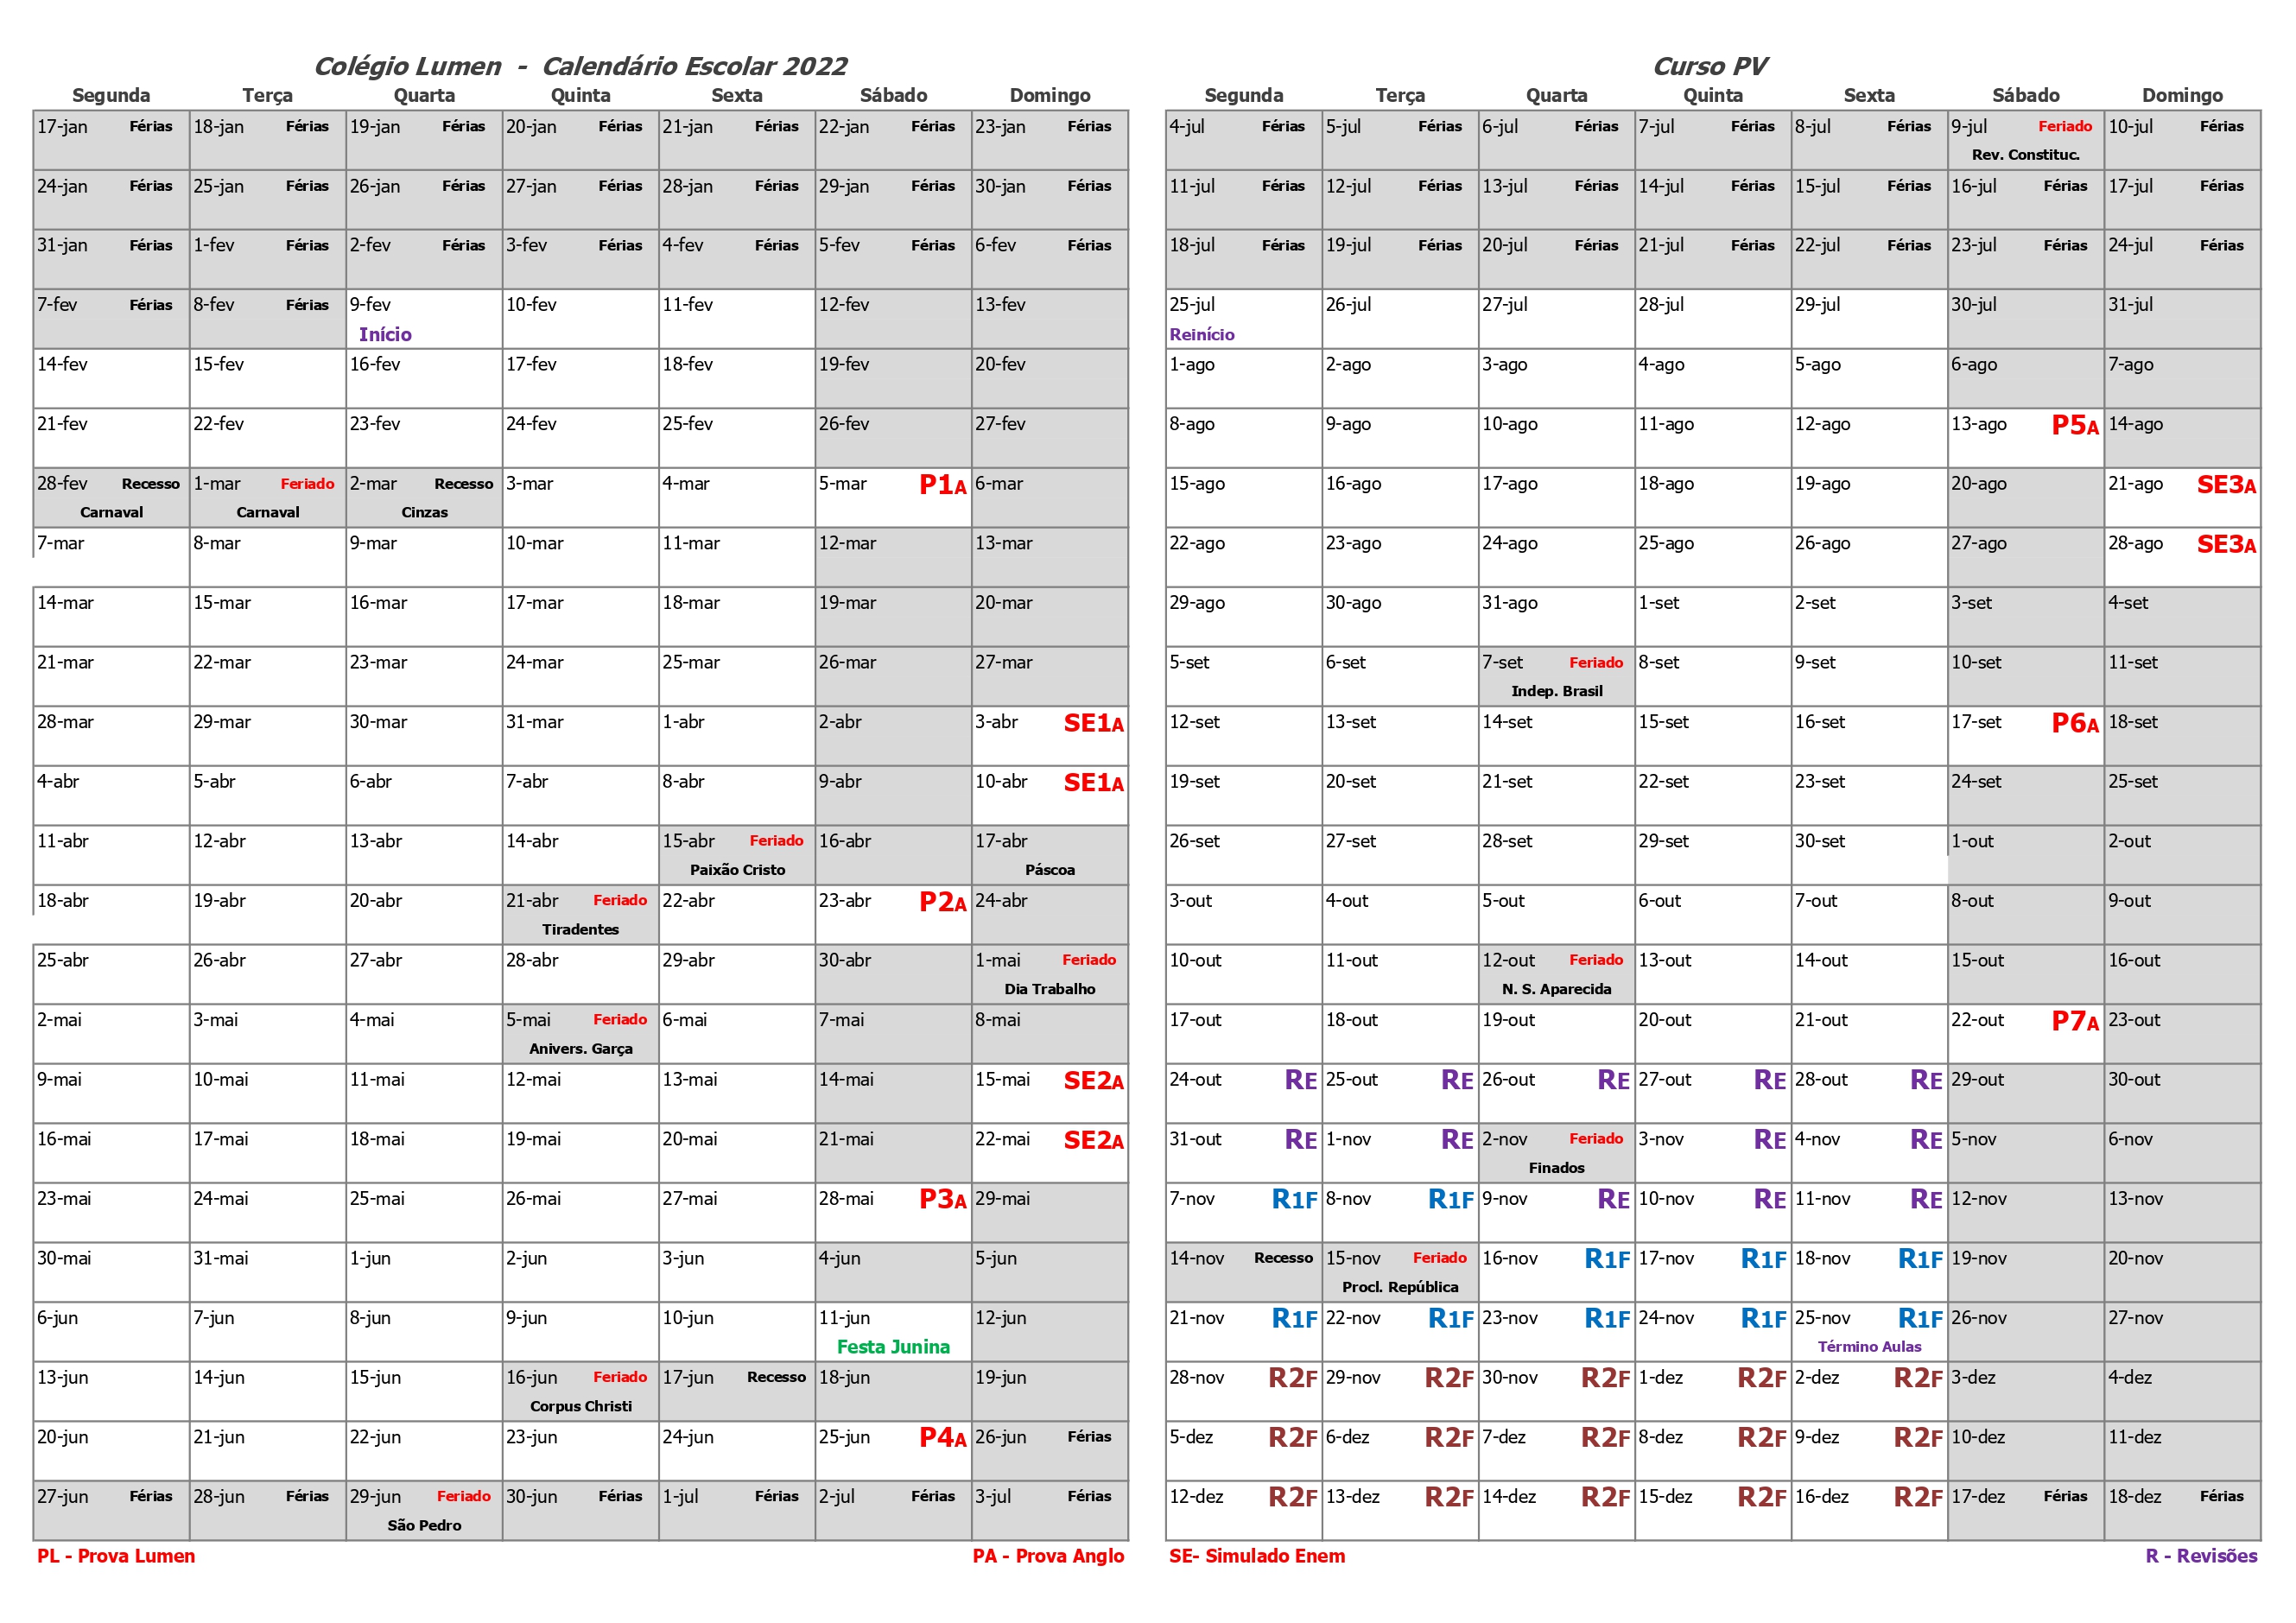 Colégio Lumen - Calendário Escolar 2022
Segunda Terça Quarta Quinta Sexta Sábado Domingo
17-jan Férias 18-jan Férias 19-jan Férias 20-jan Férias 21-jan Férias 22-jan Férias 23-jan Férias
24-jan Férias 25-jan Férias 26-jan Férias 27-jan Férias 28-jan Férias 29-jan Férias 30-jan Férias
31-jan Férias 1-fev Férias 2-fev Férias 3-fev Férias 4-fev Férias 5-fev Férias 6-fev Férias
7-fev Férias 8-fev Férias 9-fev 10-fev 11-fev 12-fev 13-fev
Início
14-fev 15-fev 16-fev 17-fev 18-fev 19-fev 20-fev
21-fev 22-fev 23-fev 24-fev 25-fev 26-fev 27-fev
28-fev Recesso 1-mar Feriado 2-mar Recesso 3-mar 4-mar 5-mar P1A 6-mar
Carnaval Carnaval Cinzas
7-mar 8-mar 9-mar 10-mar 11-mar 12-mar 13-mar
14-mar 15-mar 16-mar 17-mar 18-mar 19-mar 20-mar
21-mar 22-mar 23-mar 24-mar 25-mar 26-mar 27-mar
28-mar 29-mar 30-mar 31-mar 1-abr 2-abr 3-abr SE1A
4-abr 5-abr 6-abr 7-abr 8-abr 9-abr 10-abr SE1A
11-abr 12-abr 13-abr 14-abr 15-abr Feriado 16-abr 17-abr
Paixão Cristo Páscoa
18-abr 19-abr 20-abr 21-abr Feriado 22-abr 23-abr P2A 24-abr
Tiradentes
25-abr 26-abr 27-abr 28-abr 29-abr 30-abr 1-mai Feriado
Dia Trabalho
2-mai 3-mai 4-mai 5-mai Feriado 6-mai 7-mai 8-mai
Anivers. Garça
9-mai 10-mai 11-mai 12-mai 13-mai 14-mai 15-mai SE2A
16-mai 17-mai 18-mai 19-mai 20-mai 21-mai 22-mai SE2A
23-mai 24-mai 25-mai 26-mai 27-mai 28-mai P3A 29-mai
30-mai 31-mai 1-jun 2-jun 3-jun 4-jun 5-jun
6-jun 7-jun 8-jun 9-jun 10-jun 11-jun 12-jun
Festa Junina
13-jun 14-jun 15-jun 16-jun Feriado 17-jun Recesso 18-jun 19-jun
Corpus Christi
20-jun 21-jun 22-jun 23-jun 24-jun 25-jun P4A 26-jun Férias
27-jun Férias 28-jun Férias 29-jun Feriado 30-jun Férias 1-jul Férias 2-jul Férias 3-jul Férias
São Pedro
PL - Prova Lumen PA - Prova Anglo
Curso PV
Segunda Terça Quarta Quinta Sexta Sábado Domingo
4-jul Férias 5-jul Férias 6-jul Férias 7-jul Férias 8-jul Férias 9-jul Feriado 10-jul Férias
Rev. Constituc.
11-jul Férias 12-jul Férias 13-jul Férias 14-jul Férias 15-jul Férias 16-jul Férias 17-jul Férias
18-jul Férias 19-jul Férias 20-jul Férias 21-jul Férias 22-jul Férias 23-jul Férias 24-jul Férias
25-jul 26-jul 27-jul 28-jul 29-jul 30-jul 31-jul
Reinício
1-ago 2-ago 3-ago 4-ago 5-ago 6-ago 7-ago
8-ago 9-ago 10-ago 11-ago 12-ago 13-ago P5A 14-ago
15-ago 16-ago 17-ago 18-ago 19-ago 20-ago 21-ago SE3A
22-ago 23-ago 24-ago 25-ago 26-ago 27-ago 28-ago SE3A
29-ago 30-ago 31-ago 1-set 2-set 3-set 4-set
5-set 6-set 7-set Feriado 8-set 9-set 10-set 11-set
Indep. Brasil
12-set 13-set 14-set 15-set 16-set 17-set P6A 18-set
19-set 20-set 21-set 22-set 23-set 24-set 25-set
26-set 27-set 28-set 29-set 30-set 1-out 2-out
3-out 4-out 5-out 6-out 7-out 8-out 9-out
10-out 11-out 12-out Feriado 13-out 14-out 15-out 16-out
N. S. Aparecida
17-out 18-out 19-out 20-out 21-out 22-out P7A 23-out
24-out RE 25-out RE 26-out RE 27-out RE 28-out RE 29-out 30-out
31-out RE 1-nov RE 2-nov Feriado 3-nov RE 4-nov RE 5-nov 6-nov
Finados
7-nov R1F 8-nov R1F 9-nov RE 10-nov RE 11-nov RE 12-nov 13-nov
14-nov Recesso 15-nov Feriado 16-nov R1F 17-nov R1F 18-nov R1F 19-nov 20-nov
Procl. República
21-nov R1F 22-nov R1F 23-nov R1F 24-nov R1F 25-nov R1F 26-nov 27-nov
Término Aulas
28-nov R2F 29-nov R2F 30-nov R2F 1-dez R2F 2-dez R2F 3-dez 4-dez
5-dez R2F 6-dez R2F 7-dez R2F 8-dez R2F 9-dez R2F 10-dez 11-dez
12-dez R2F 13-dez R2F 14-dez R2F 15-dez R2F 16-dez R2F 17-dez Férias 18-dez Férias
SE- Simulado Enem R - Revisões